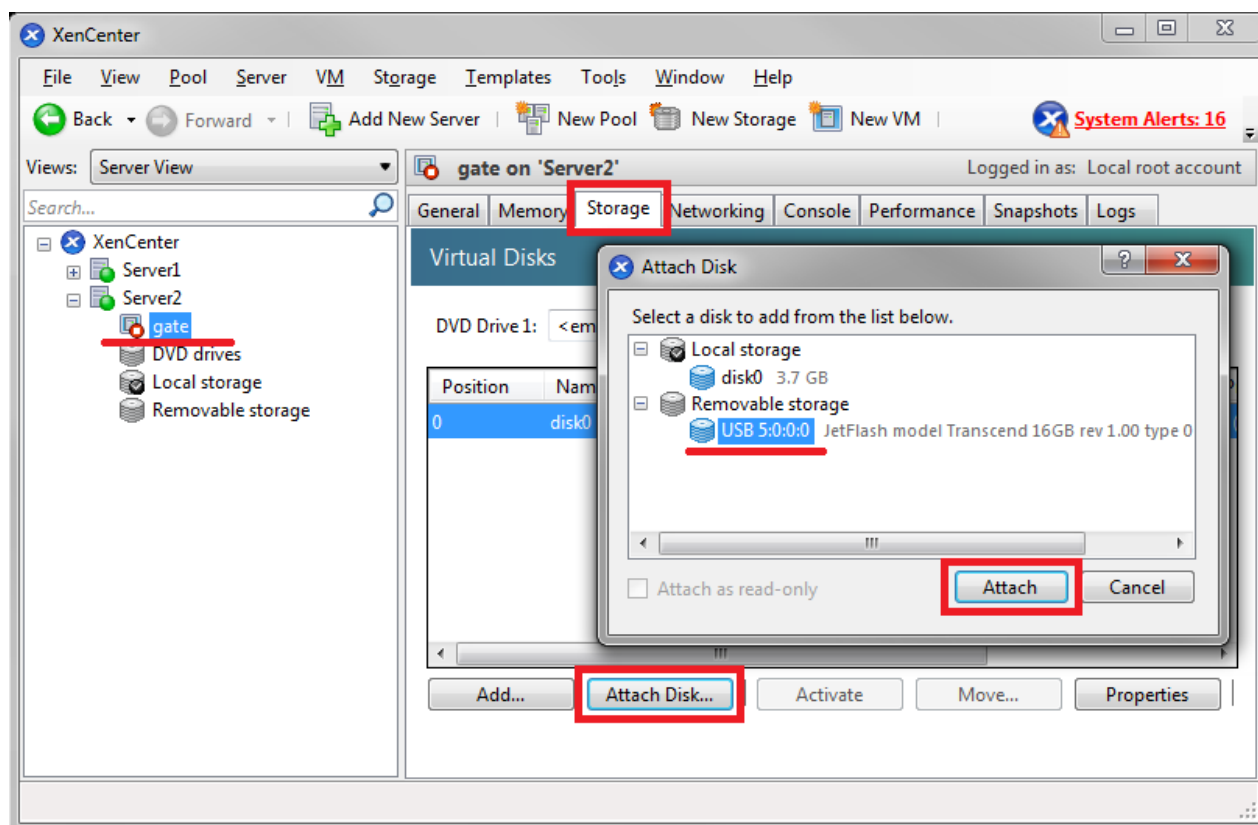 XenCenter
File View Pool Server VM Storage Templates Tools Window Help
Back Forward Add New Server New Pool New Storage New VM System Alerts: 16
Views: Server View
gate on 'Server2' Logged in as: Local root account
Search...
General Memory Storage Networking Console Performance Snapshots Logs
XenCenter
Server1
Server2
gate
DVD drives
Local storage
Removable storage
Virtual Disks
DVD Drive 1: <em
Position Nam
0 disk0
Attach Disk
Select a disk to add from the list below.
Local storage
disk0 3.7 GB
Removable storage
USB 5:0:0:0 JetFlash model Transcend 16GB rev 1.00 type 0
Attach as read-only Attach Cancel
Add... Attach Disk... Activate Move... Properties